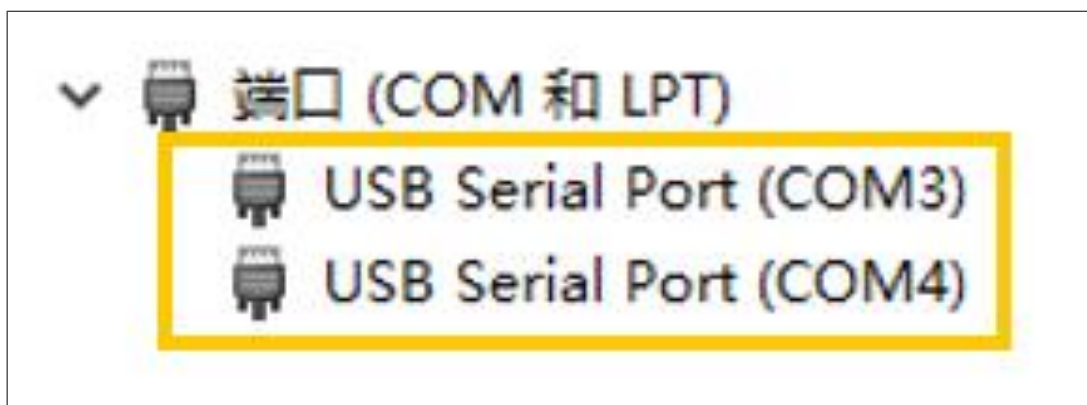 端口 (COM 和 LPT)
USB Serial Port (COM3)
USB Serial Port (COM4)